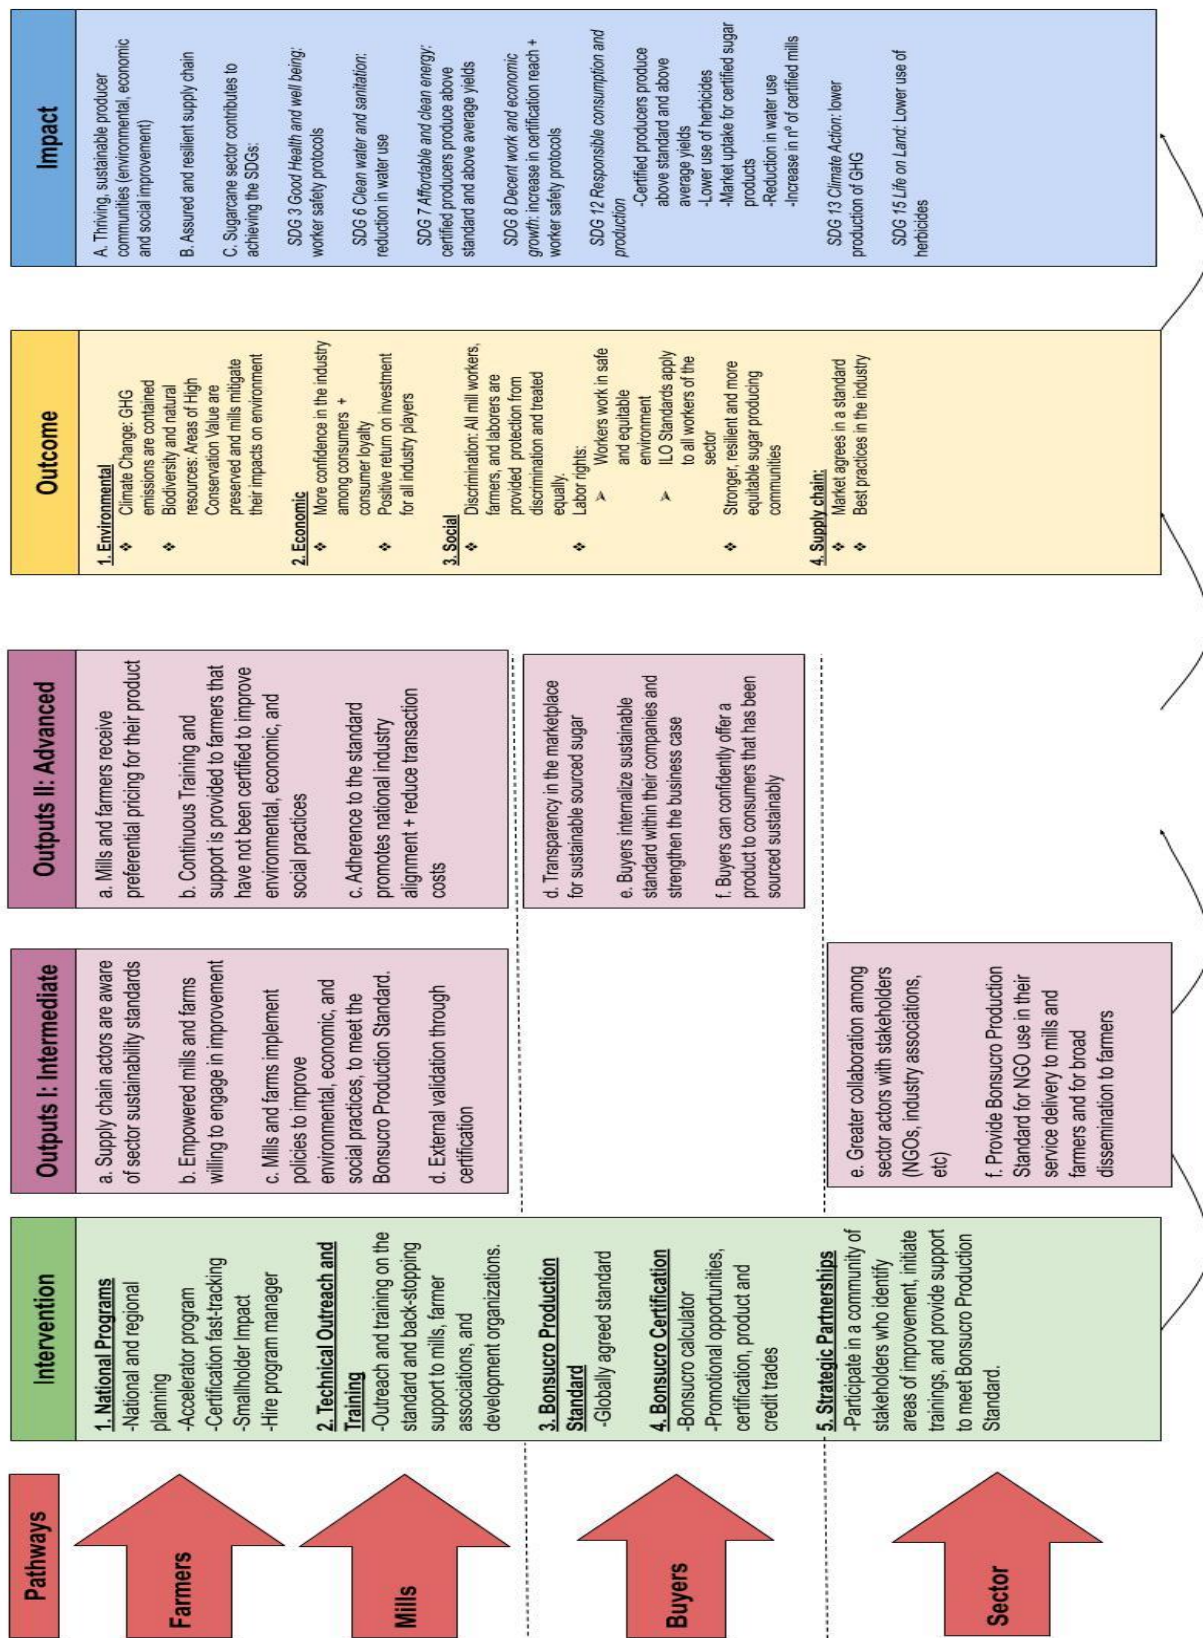 Pathways
Farmers
Mills
Buyers
Sector
Intervention
1. National Programs
-National and regional
planning
-Accelerator program
-Certification fast-tracking
-Smallholder Impact
-Hire program manager
2. Technical Outreach and
Training
-Outreach and training on the
standard and back-stopping
support to mills, farmer
associations, and
development organizations.
3. Bonsucro Production
Standard
-Globally agreed standard
4. Bonsucro Certification
-Bonsucro calculator
-Promotional opportunities,
certification, product and
credit trades
5. Strategic Partnerships
-Participate in a community of
stakeholders who identify
areas of improvement, initiate
trainings, and provide support
to meet Bonsucro Production
Standard.
Outputs I: Intermediate
a. Supply chain actors are aware
of sector sustainability standards
b. Empowered mills and farms
willing to engage in improvement
c. Mills and farms implement
policies to improve
environmental, economic, and
social practices, to meet the
Bonsucro Production Standard.
d. External validation through
certification
e. Greater collaboration among
sector actors with stakeholders
(NGOs, industry associations,
etc)
f. Provide Bonsucro Production
Standard for NGO use in their
service delivery to mills and
farmers and for broad
dissemination to farmers
Outputs II: Advanced
a. Mills and farmers receive
preferential pricing for their product
b. Continuous Training and
support is provided to farmers that
have not been certified to improve
environmental, economic, and
social practices
c. Adherence to the standard
promotes national industry
alignment + reduce transaction
costs
d. Transparency in the marketplace
for sustainable sourced sugar
e. Buyers internalize sustainable
standard within their companies and
strengthen the business case
f. Buyers can confidently offer a
product to consumers that has been
sourced sustainably
Outcome
1. Environmental
❖ Climate Change: GHG
emissions are contained
❖ Biodiversity and natural
resources: Areas of High
Conservation Value are
preserved and mills mitigate
their impacts on environment
2. Economic
❖ More confidence in the industry
among consumers +
consumer loyalty
❖ Positive return on investment
for all industry players
3. Social
❖ Discrimination: All mill workers,
farmers, and laborers are
provided protection from
discrimination and treated
equally.
❖ Labor rights:
➢ Workers work in safe
and equitable
environment
➢ ILO Standards apply
to all workers of the
sector
❖ Stronger, resilient and more
equitable sugar producing
communities
4. Supply chain:
❖ Market agrees in a standard
❖ Best practices in the industry
Impact
A. Thriving, sustainable producer
communities (environmental, economic
and social improvement)
B. Assured and resilient supply chain
C. Sugarcane sector contributes to
achieving the SDGs:
SDG 3 Good Health and well being:
worker safety protocols
SDG 6 Clean water and sanitation:
reduction in water use
SDG 7 Affordable and clean energy:
certified producers produce above
standard and above average yields
SDG 8 Decent work and economic
growth: increase in certification reach +
worker safety protocols
SDG 12 Responsible consumption and
production
-Certified producers produce
above standard and above
average yields
-Lower use of herbicides
-Market uptake for certified sugar
products
-Reduction in water use
-Increase in nº of certified mills
SDG 13 Climate Action: lower
production of GHG
SDG 15 Life on Land: Lower use of
herbicides